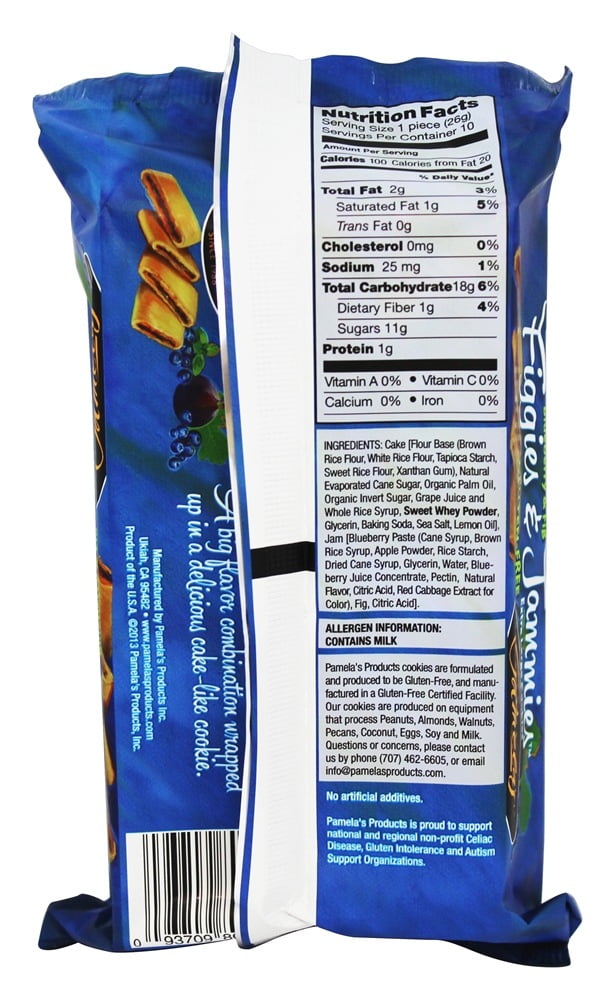 Nutrition Facts
Serving Size 1 piece (26g)
Servings Per Container 10
Amount Per Serving
Calories 100 Calories from Fat 20
% Daily Value*
Total Fat 2g 3%
Saturated Fat 1g 5%
Trans Fat 0g
Cholesterol 0mg 0%
Sodium 25 mg 1%
Total Carbohydrate 18g 6%
Dietary Fiber 1g 4%
Sugars 11g
Protein 1g
Vitamin A 0% • Vitamin C 0%
Calcium 0% • Iron 0%
INGREDIENTS: Cake [Flour Base (Brown
Rice Flour, White Rice Flour, Tapioca Starch,
Sweet Rice Flour, Xanthan Gum), Natural
Evaporated Cane Sugar, Organic Palm Oil,
Organic Invert Sugar, Grape Juice and
Whole Rice Syrup, Sweet Whey Powder,
Glycerin, Baking Soda, Sea Salt, Lemon Oil],
Jam [Blueberry Paste (Cane Syrup, Brown
Rice Syrup, Apple Powder, Rice Starch,
Dried Cane Syrup, Glycerin, Water, Blue-
berry Juice Concentrate, Pectin, Natural
Flavor, Citric Acid, Red Cabbage Extract for
Color), Fig, Citric Acid].
ALLERGEN INFORMATION:
CONTAINS MILK
Pamela's Products cookies are formulated
and produced to be Gluten-Free, and manu-
factured in a Gluten-Free Certified Facility.
Our cookies are produced on equipment
that process Peanuts, Almonds, Walnuts,
Pecans, Coconut, Eggs, Soy and Milk.
Questions or concerns, please contact
us by phone (707) 462-6605, or email
info@pamelasproducts.com.
No artificial additives.
Pamela's Products is proud to support
national and regional non-profit Celiac
Disease, Gluten Intolerance and Autism
Support Organizations.
SINCE 1988
A big flavor combination wrapped
up in a delicious cake-like cookie.
Manufactured by Pamela's Products Inc.
Ukiah, CA 95482 • www.pamelasproducts.com
Product of the U.S.A. ©2013 Pamela's Products, Inc.
0 93709
Figgies & Jammies™
FREE
Pamela's